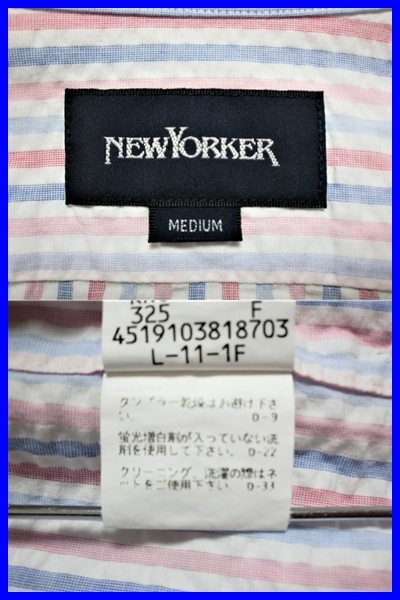 NEWYORKER
MEDIUM
325 F
4519103818703
L-11-1F
タンブラー乾燥はお避け下さ
い。 D-9
蛍光増白剤が入っていない洗
剤を使用して下さい。 D-22
クリーニング、洗濯の際はネ
ットをご使用下さい。 D-33